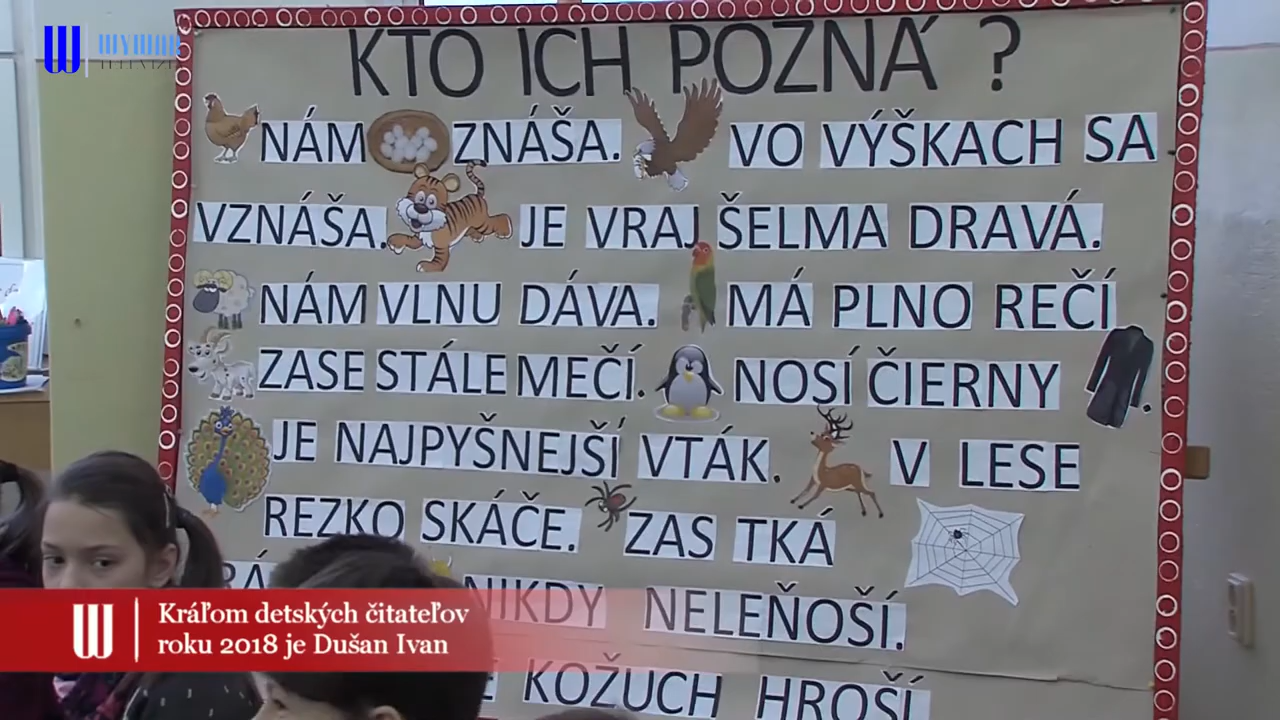 WYWAR
KTO ICH POZNÁ ?
NÁM ZNÁŠA. VO VÝŠKACH SA
VZNÁŠA. JE VRAJ ŠELMA DRAVÁ.
NÁM VLNU DÁVA. MÁ PLNO REČÍ
ZASE STÁLE MEČÍ. NOSÍ ČIERNY .
JE NAJPYŠNEJŠÍ VTÁK. V LESE
REZKO SKÁČE. ZAS TKÁ
NIKDY NELEŇOŠÍ.
KOŽUCH HROŠÍ
Kráľom detských čitateľov
roku 2018 je Dušan Ivan